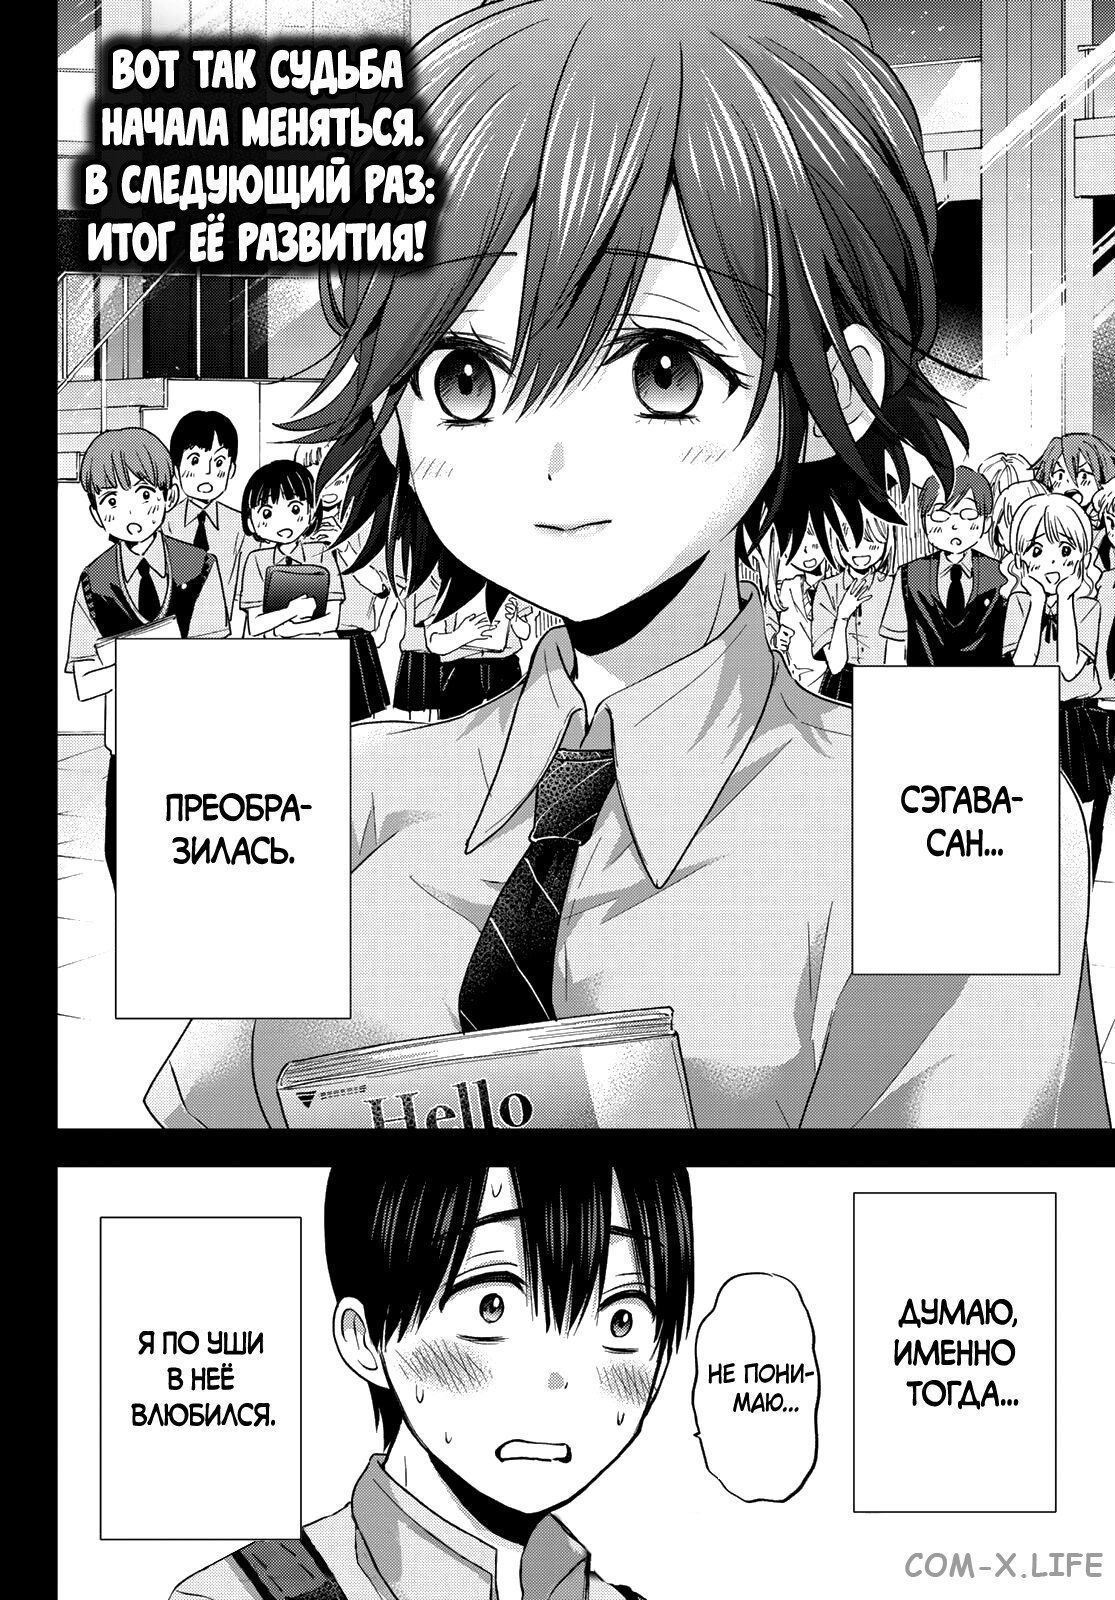 ВОТ ТАК СУДЬБА
НАЧАЛА МЕНЯТЬСЯ.
В СЛЕДУЮЩИЙ РАЗ:
ИТОГ ЕЁ РАЗВИТИЯ!
СЭГАВА-
САН...
ПРЕОБРА-
ЗИЛАСЬ.
Hello
ДУМАЮ,
ИМЕННО
ТОГДА...
НЕ ПОНИ-
МАЮ...
Я ПО УШИ
В НЕЁ
ВЛЮБИЛСЯ.
COM-X.LIFE